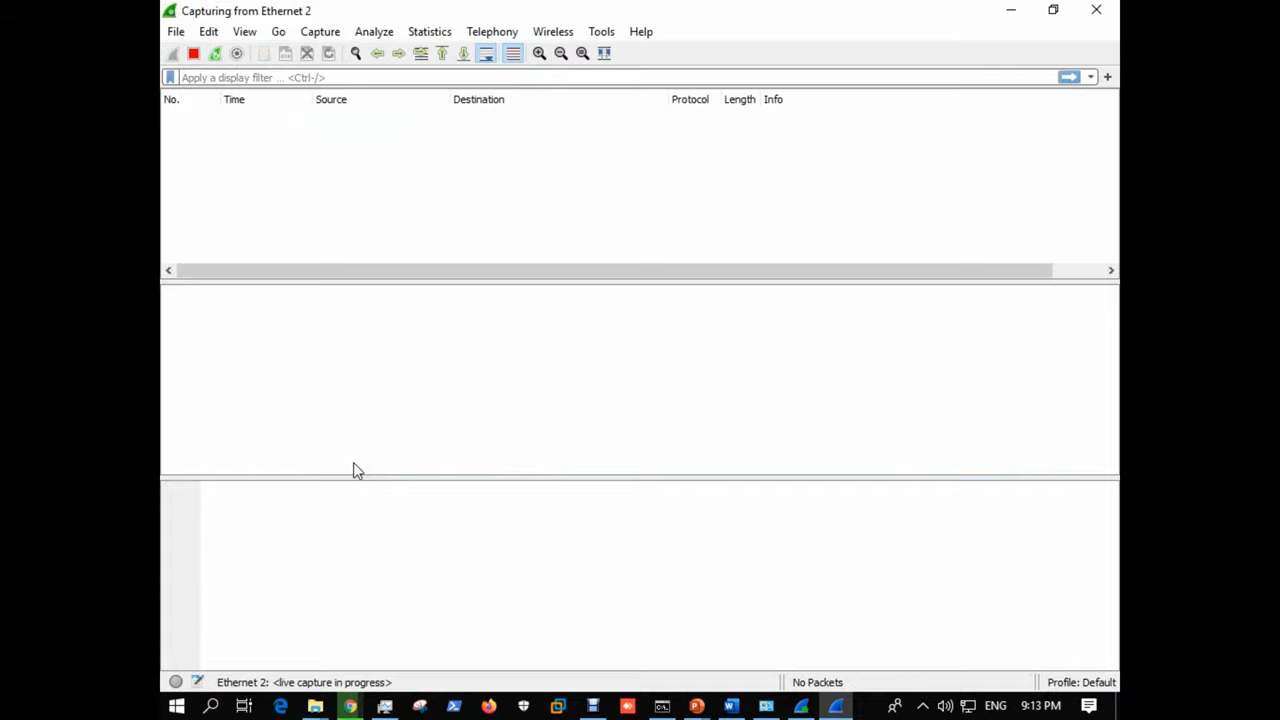 Capturing from Ethernet 2
File Edit View Go Capture Analyze Statistics Telephony Wireless Tools Help
Apply a display filter ... <Ctrl-/>
No. Time Source Destination Protocol Length Info
Ethernet 2: <live capture in progress> No Packets Profile: Default
ENG 9:13 PM